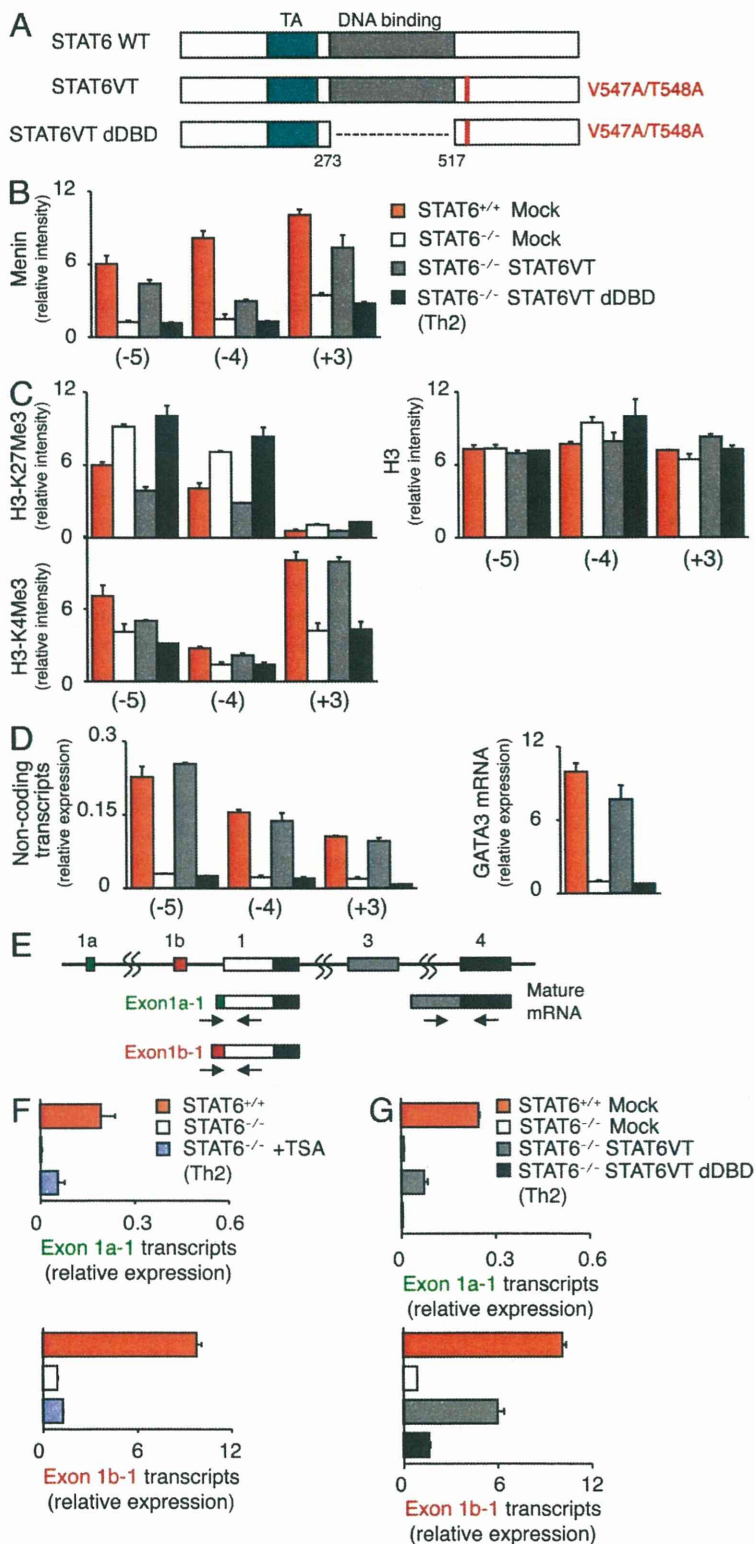 A
TA
DNA binding
STAT6 WT
STAT6VT
V547A/T548A
STAT6VT dDBD
V547A/T548A
273
517
B
Menin
(relative intensity)
12
6
0
(-5)
(-4)
(+3)
STAT6+/+ Mock
STAT6-/- Mock
STAT6-/- STAT6VT
STAT6-/- STAT6VT dDBD
(Th2)
C
H3-K27Me3
(relative intensity)
12
6
0
H3
(relative intensity)
12
6
0
(-5)
(-4)
(+3)
H3-K4Me3
(relative intensity)
6
0
(-5)
(-4)
(+3)
D
Non-coding
transcripts
(relative expression)
0.3
0.15
0
(-5)
(-4)
(+3)
GATA3 mRNA
(relative expression)
12
6
0
E
1a
1b
1
3
4
Exon1a-1
Mature
mRNA
Exon1b-1
F
STAT6+/+
STAT6-/-
STAT6-/- +TSA
(Th2)
0
0.3
0.6
Exon 1a-1 transcripts
(relative expression)
0
6
12
Exon 1b-1 transcripts
(relative expression)
G
STAT6+/+ Mock
STAT6-/- Mock
STAT6-/- STAT6VT
STAT6-/- STAT6VT dDBD
(Th2)
0
0.3
0.6
Exon 1a-1 transcripts
(relative expression)
0
6
12
Exon 1b-1 transcripts
(relative expression)